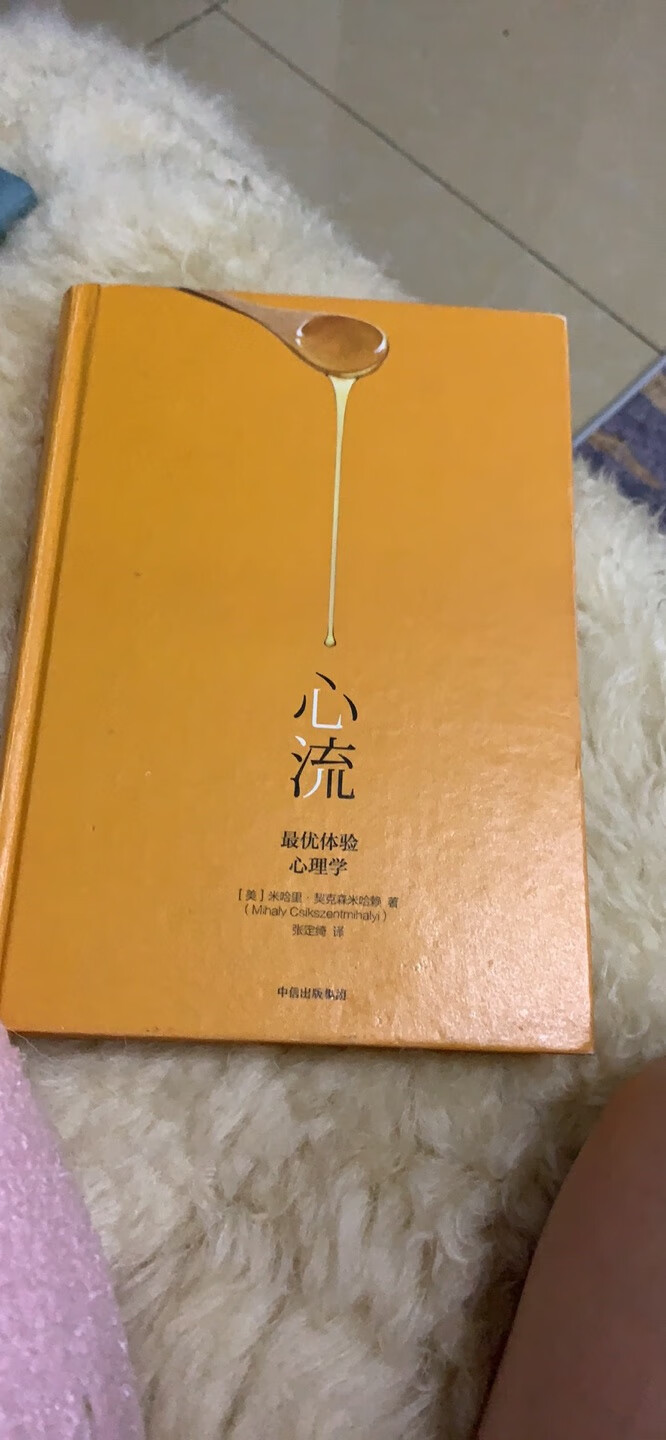 心
流
最优体验
心理学
[美] 米哈里·契克森米哈赖 著
(Mihaly Csikszentmihalyi)
张定绮 译
中信出版集团